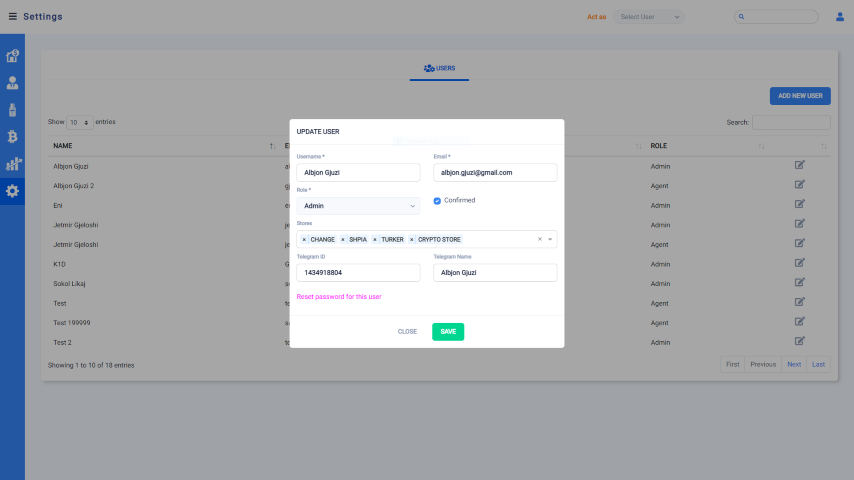 Settings
Act as Select User
USERS
ADD NEW USER
Show 10 entries
Search:
NAME
ROLE
Albjon Gjuzi
Admin
Albjon Gjuzi 2
Agent
Eni
Admin
Jetmir Gjeloshi
Admin
Jetmir Gjeloshi
Agent
K1D
Admin
Sokol Likaj
Admin
Test
Agent
Test 199999
Agent
Test 2
Admin
Showing 1 to 10 of 18 entries
First Previous Next Last
UPDATE USER
Username *
Email *
Albjon Gjuzi
albjon.gjuzi@gmail.com
Role *
Admin
Confirmed
Stores
× CHANGE × SHPIA × TURKER × CRYPTO STORE ×
Telegram ID
Telegram Name
1434918804
Albjon Gjuzi
Reset password for this user
CLOSE SAVE